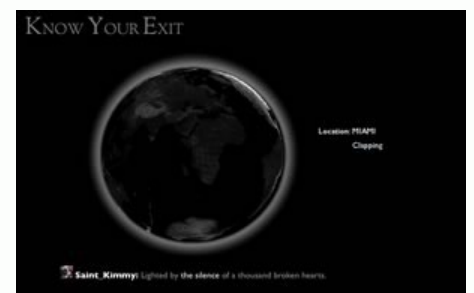 KNOW YOUR EXIT
Location: MIAMI
Clapping
Saint_Kimmy: Lighted by the silence of a thousand broken hearts.